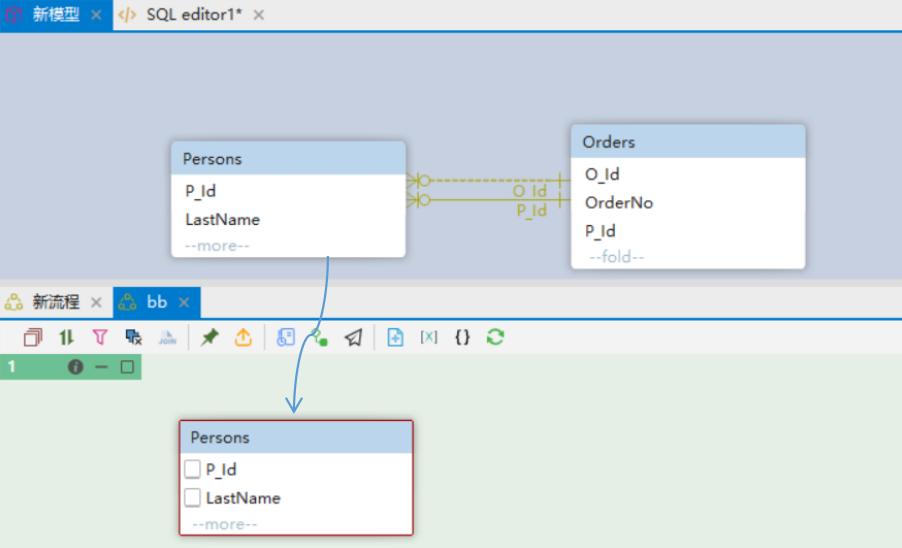 新模型 SQL editor1*
Persons
P_Id
LastName
--more--
O_Id
P_Id
Orders
O_Id
OrderNo
P_Id
--fold--
新流程 bb
JOIN [X] {}
1
Persons
P_Id
LastName
--more--